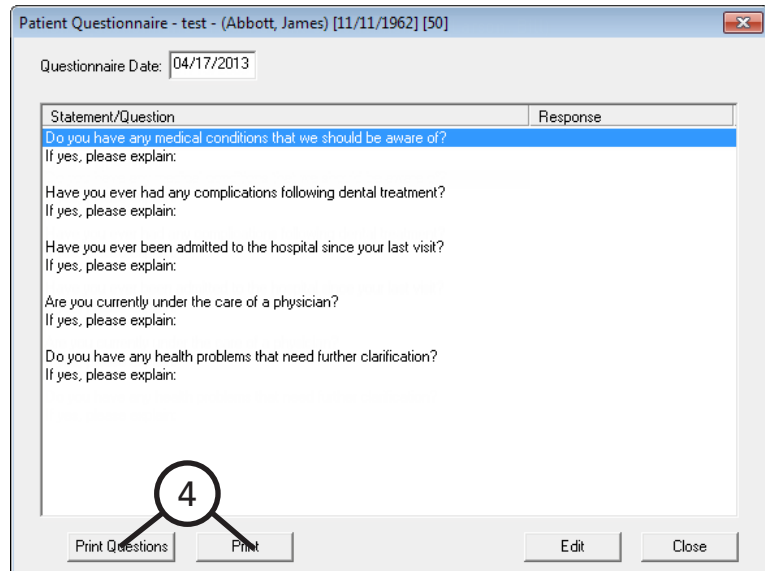 Patient Questionnaire - test - (Abbott, James) [11/11/1962] [50]
Questionnaire Date: 04/17/2013
Statement/Question Response
Do you have any medical conditions that we should be aware of?
If yes, please explain:
Have you ever had any complications following dental treatment?
If yes, please explain:
Have you ever been admitted to the hospital since your last visit?
If yes, please explain:
Are you currently under the care of a physician?
If yes, please explain:
Do you have any health problems that need further clarification?
If yes, please explain:
4
Print Questions Print Edit Close